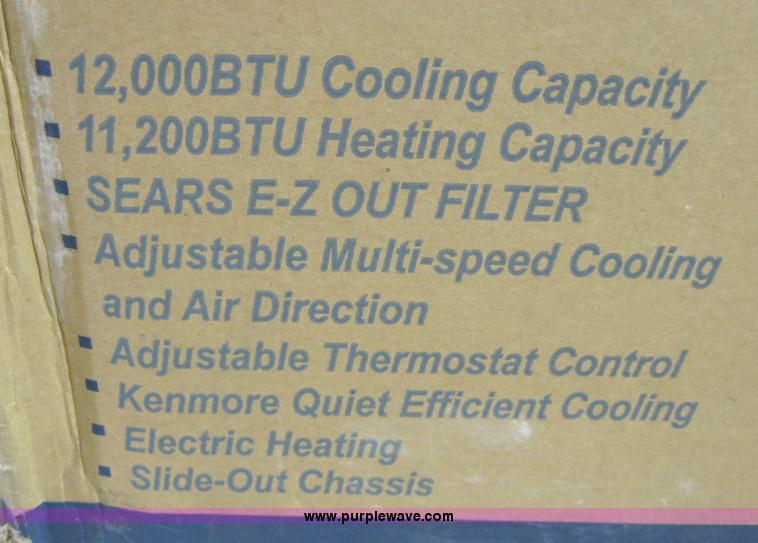 ▪ 12,000BTU Cooling Capacity
▪ 11,200BTU Heating Capacity
▪ SEARS E-Z OUT FILTER
▪ Adjustable Multi-speed Cooling
and Air Direction
▪ Adjustable Thermostat Control
▪ Kenmore Quiet Efficient Cooling
▪ Electric Heating
▪ Slide-Out Chassis
www.purplewave.com